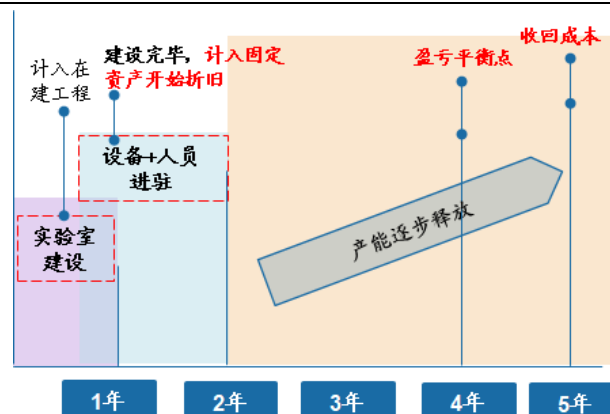 计入在
建工程
建设完毕，计入固定
资产开始折旧
盈亏平衡点
收回成本
设备+人员
进驻
实验室
建设
产能逐步释放
1年
2年
3年
4年
5年